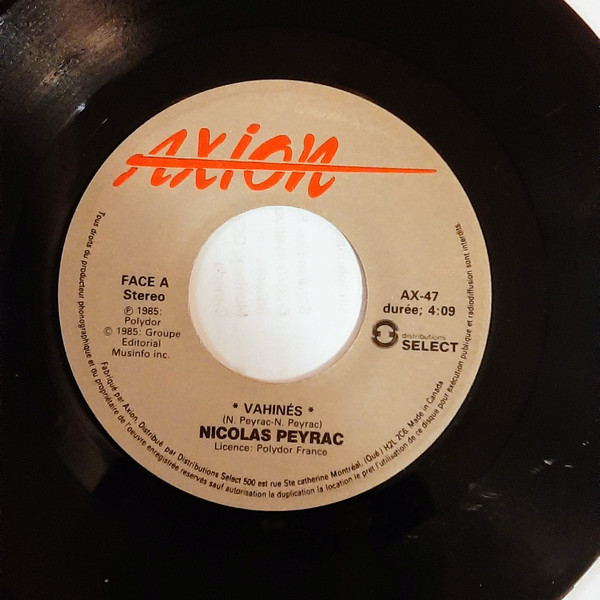 Axion
FACE A
Stereo
℗ 1985:
Polydor
© 1985: Groupe
Editorial
Musinfo inc.
AX-47
durée; 4:09
distributions
SELECT
* VAHINÉS *
(N. Peyrac-N. Peyrac)
NICOLAS PEYRAC
Licence: Polydor France
Tous droits du producteur phonographique et du propriétaire de l'oeuvre enregistrée réservés sauf autorisation la duplication la location le pret l'utilisation de ce disque pour exécution publique et radiodiffusion sont interdits.
Fabriqué par Axion, Distribué par Distributions Select 500 est rue Ste catherine Montréal, (Qué) H2L 2C6 Made in Canada